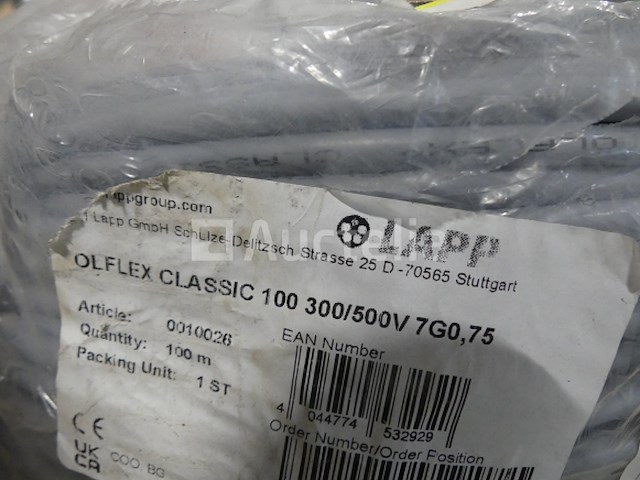 appgroup.com
LAPP
Lapp GmbH Schulze-Delitzsch-Strasse 25 D-70565 Stuttgart
Auctelia
OLFLEX CLASSIC 100 300/500V 7G0,75
Article: 0010026
Quantity: 100 m
Packing Unit: 1 ST
EAN Number
4 044774 532929
Order Number/Order Position
CE
UK
CA
COO: BG